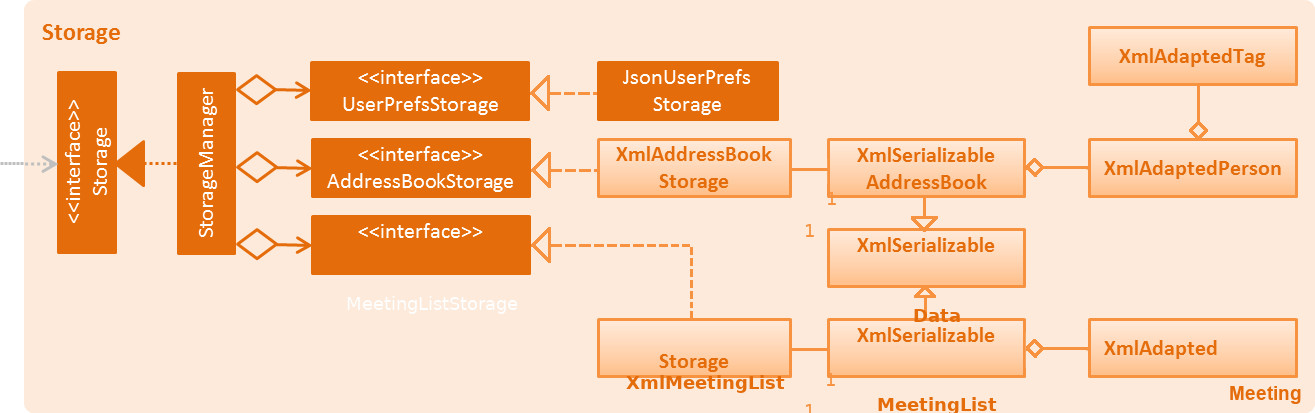 Storage
<<interface>>
Storage
StorageManager
<<interface>>
UserPrefsStorage
JsonUserPrefs
Storage
<<interface>>
AddressBookStorage
XmlAddressBook
Storage
XmlSerializable
AddressBook
XmlAdaptedTag
XmlAdaptedPerson
1
1
<<interface>>
MeetingListStorage
XmlSerializable
Data
Storage
XmlMeetingList
XmlSerializable
MeetingList
1
1
XmlAdapted
Meeting